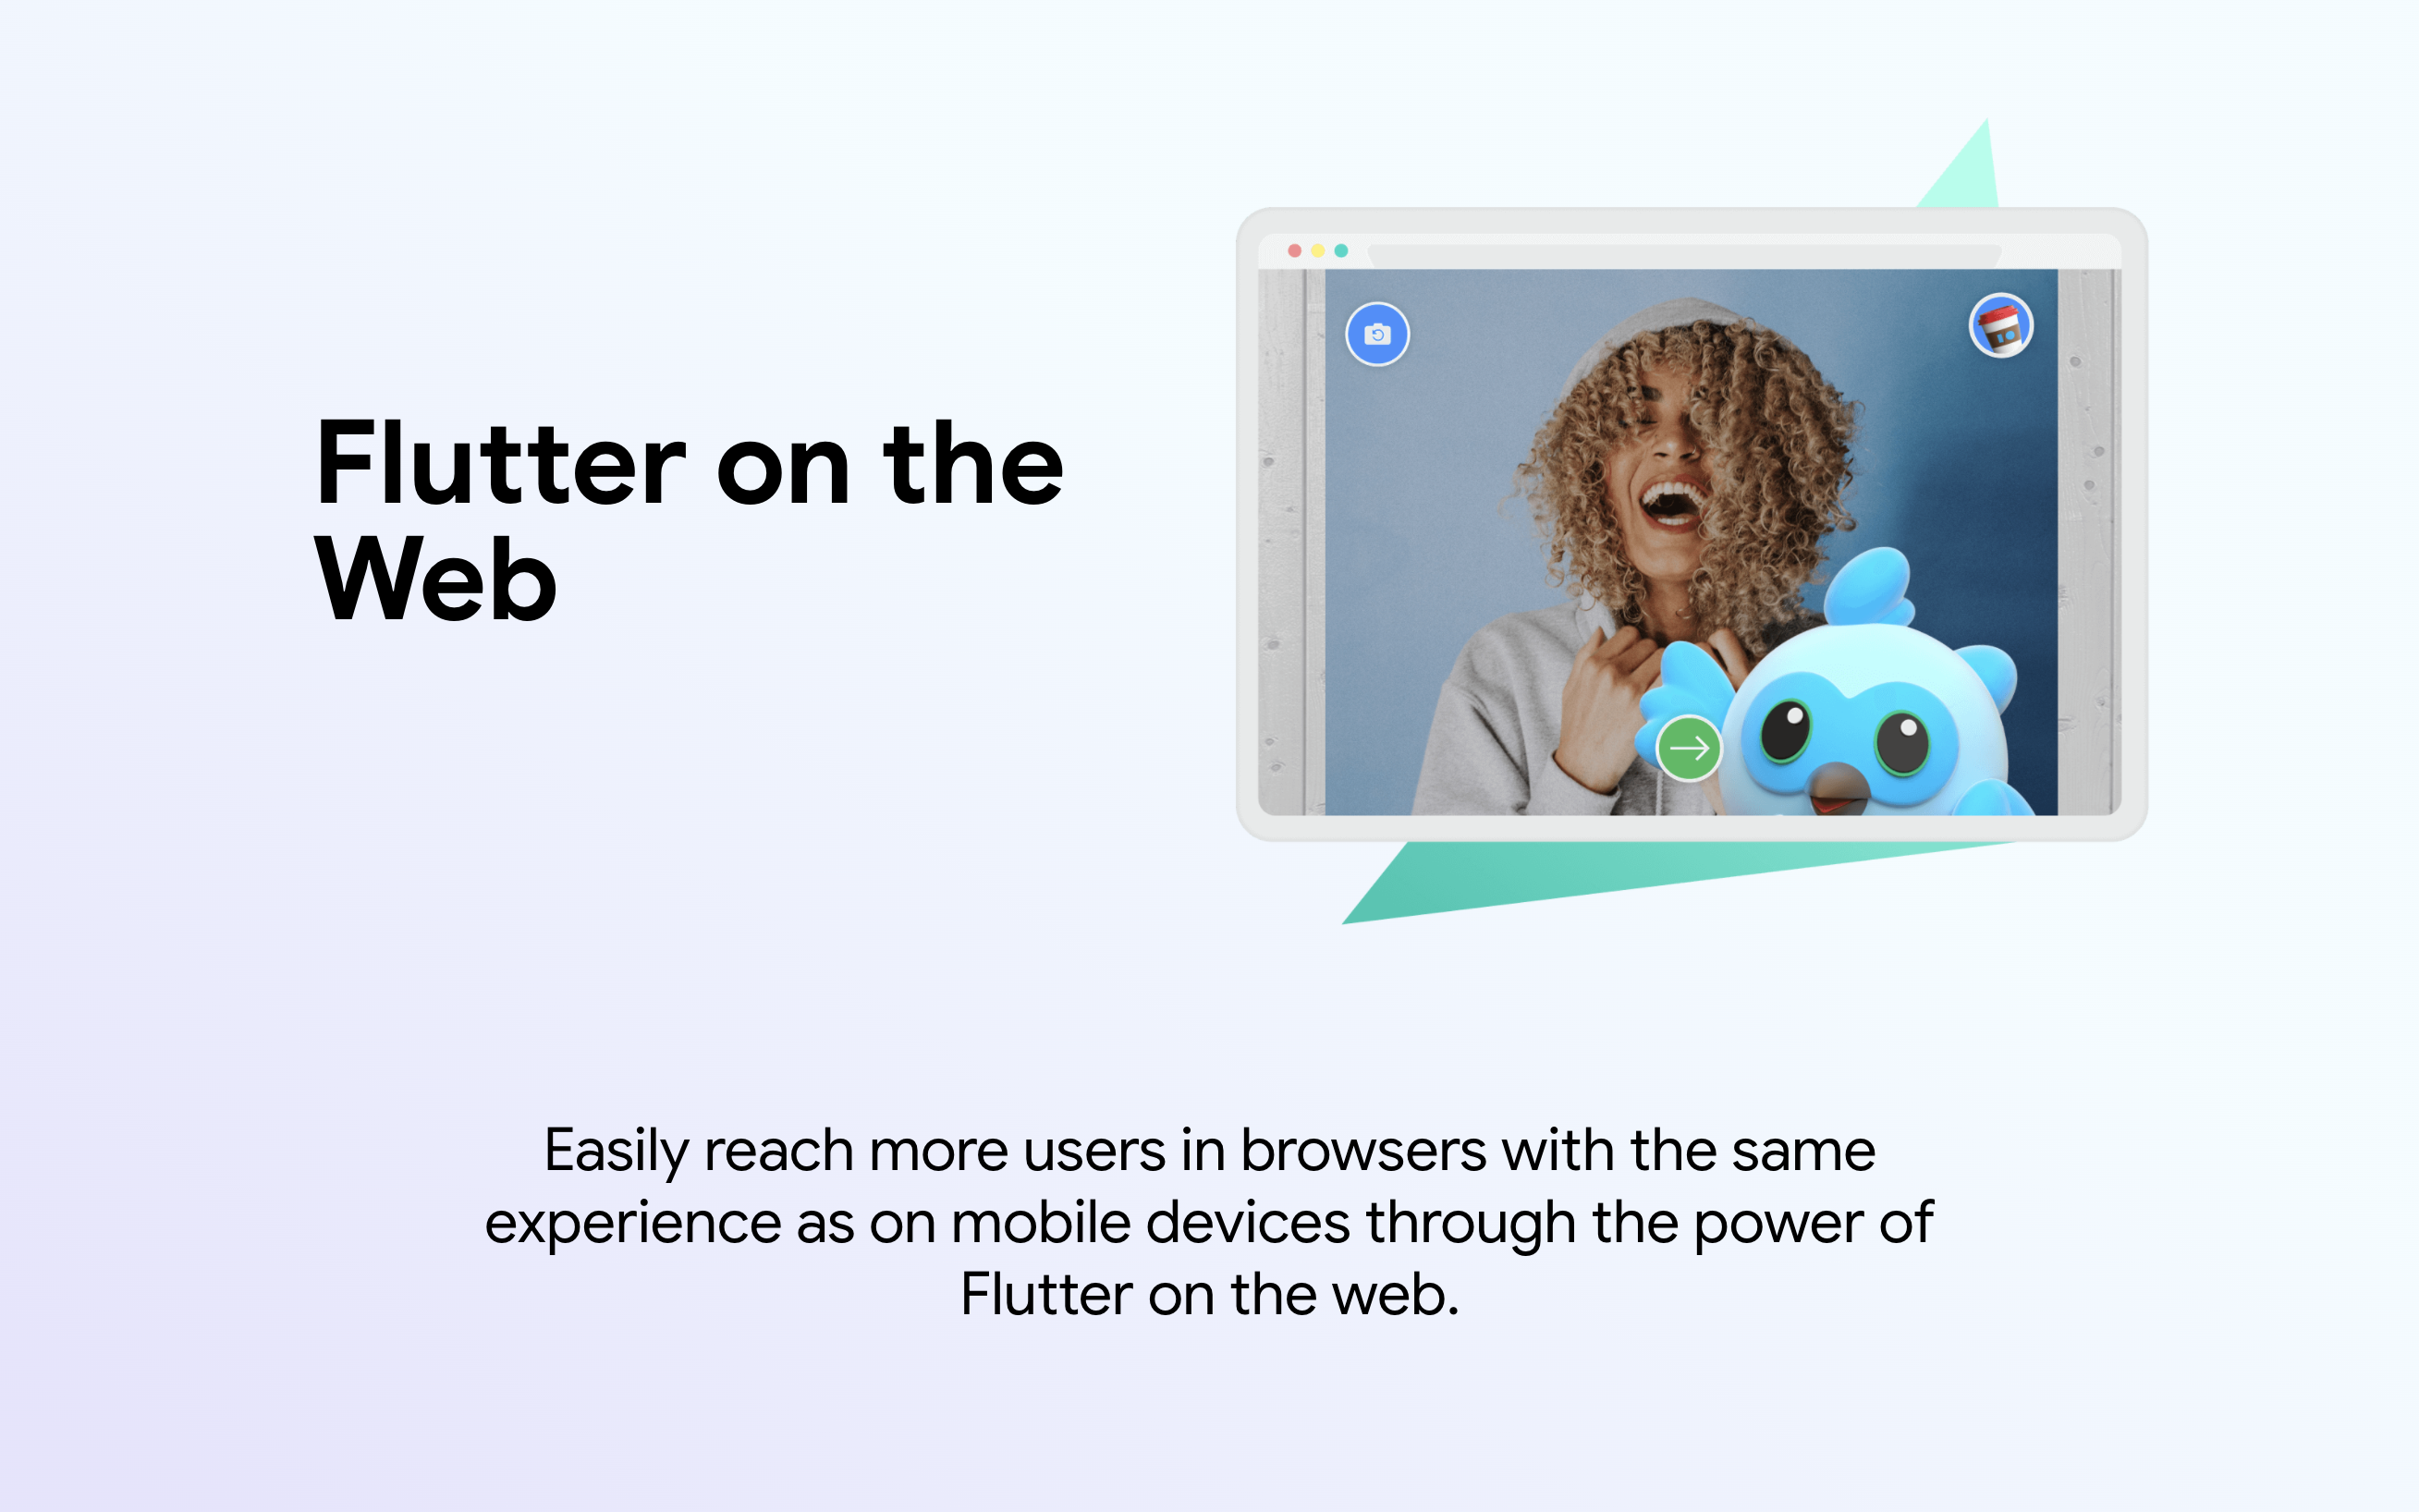 Flutter on the
Web
Easily reach more users in browsers with the same
experience as on mobile devices through the power of
Flutter on the web.